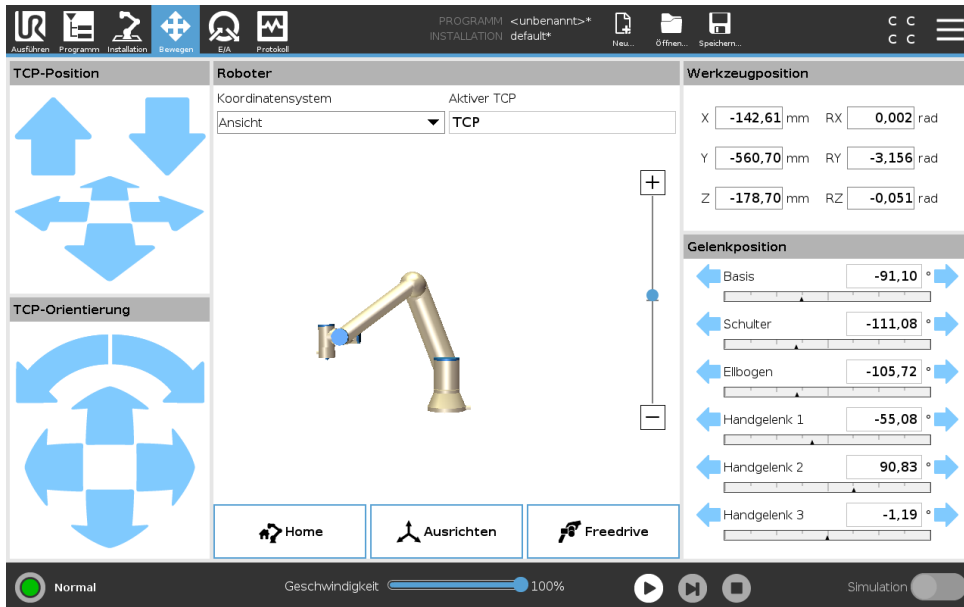 PROGRAMM <unbenannt>*
INSTALLATION default*
Ausführen Programm Installation Bewegen E/A Protokoll Neu... Öffnen... Speichern...
C C
C C
TCP-Position
Roboter
Werkzeugposition
Koordinatensystem Aktiver TCP
Ansicht TCP
X -142,61 mm RX 0,002 rad
Y -560,70 mm RY -3,156 rad
Z -178,70 mm RZ -0,051 rad
Gelenkposition
Basis -91,10 °
TCP-Orientierung
Schulter -111,08 °
Ellbogen -105,72 °
Handgelenk 1 -55,08 °
Handgelenk 2 90,83 °
Handgelenk 3 -1,19 °
Home Ausrichten Freedrive
Normal Geschwindigkeit 100% Simulation